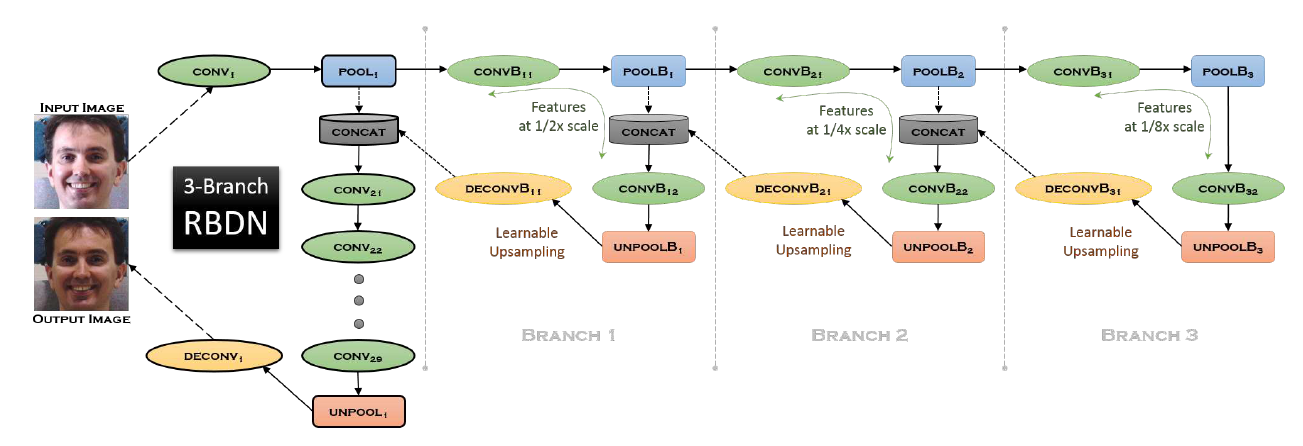 INPUT IMAGE
OUTPUT IMAGE
3-Branch
RBDN
CONV₁
POOL₁
CONCAT
CONV₂₁
CONV₂₂
CONV₂₉
UNPOOL₁
DECONV₁
CONVB₁₁
POOLB₁
Features
at 1/2x scale
CONCAT
CONVB₁₂
UNPOOLB₁
DECONVB₁₁
Learnable
Upsampling
BRANCH 1
CONVB₂₁
POOLB₂
Features
at 1/4x scale
CONCAT
CONVB₂₂
UNPOOLB₂
DECONVB₂₁
Learnable
Upsampling
BRANCH 2
CONVB₃₁
POOLB₃
Features
at 1/8x scale
CONVB₃₂
UNPOOLB₃
DECONVB₃₁
Learnable
Upsampling
BRANCH 3